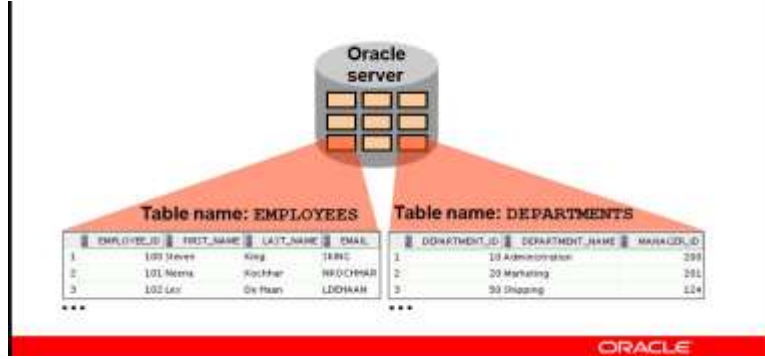 Oracle
server
Table name: EMPLOYEES
EMPLOYEE_ID FIRST_NAME LAST_NAME EMAIL
1 100 Steven King SKING
2 101 Neena Kochhar NKOCHHAR
3 102 Lex De Haan LDEHAAN
...
Table name: DEPARTMENTS
DEPARTMENT_ID DEPARTMENT_NAME MANAGER_ID
1 10 Administration 200
2 20 Marketing 201
3 50 Shipping 124
...
ORACLE